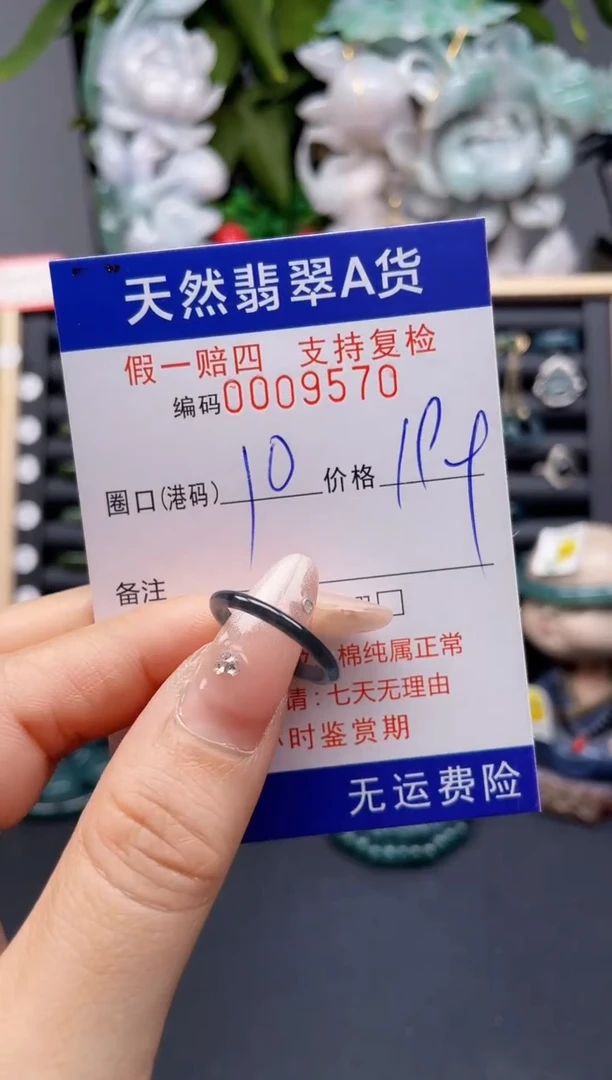 天然翡翠A货
假一赔四 支持复检
编码0009570
圈口(港码) 10 价格
备注
棉纯属正常
请:七天无理由
时鉴赏期
无运费险